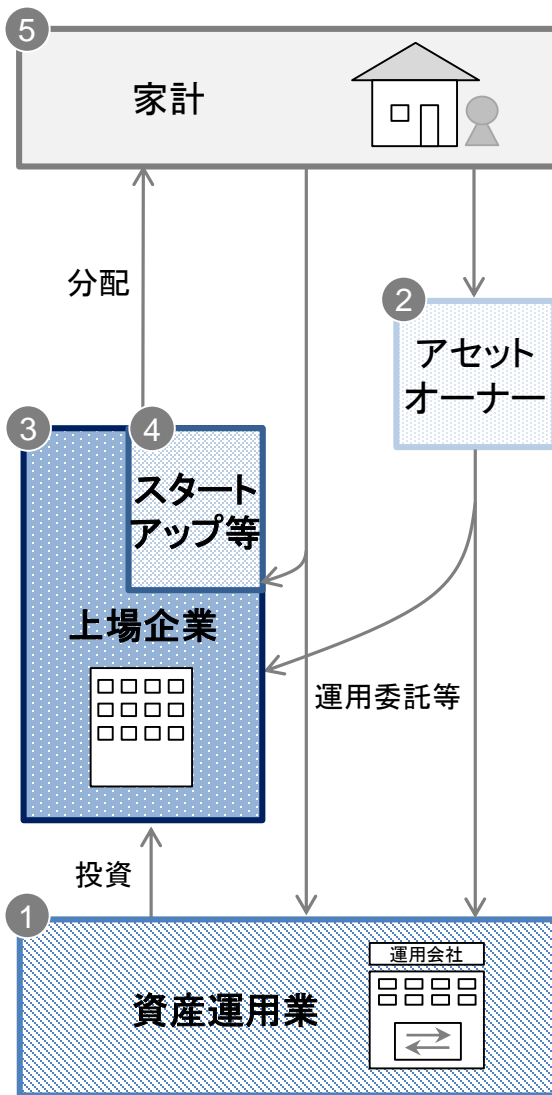 5
家計
分配
2
アセット
オーナー
3
4
スタート
アップ等
上場企業
運用委託等
投資
1
運用会社
資産運用業